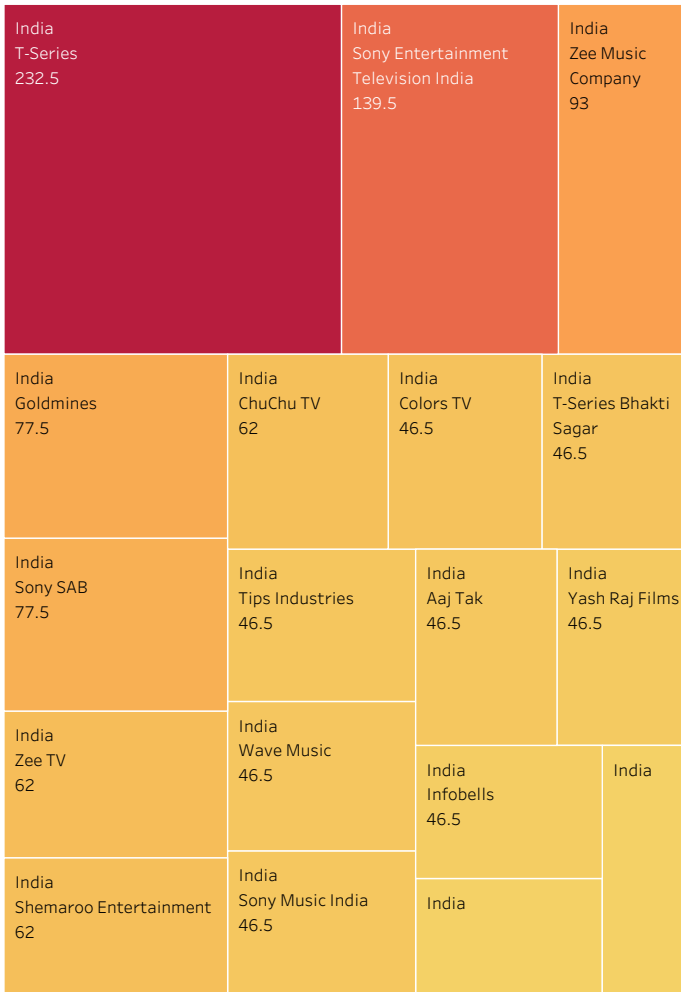 India
T-Series
232.5
India
Sony Entertainment
Television India
139.5
India
Zee Music
Company
93
India
Goldmines
77.5
India
ChuChu TV
62
India
Colors TV
46.5
India
T-Series Bhakti
Sagar
46.5
India
Sony SAB
77.5
India
Tips Industries
46.5
India
Aaj Tak
46.5
India
Yash Raj Films
46.5
India
Zee TV
62
India
Wave Music
46.5
India
Infobells
46.5
India
India
Shemaroo Entertainment
62
India
Sony Music India
46.5
India